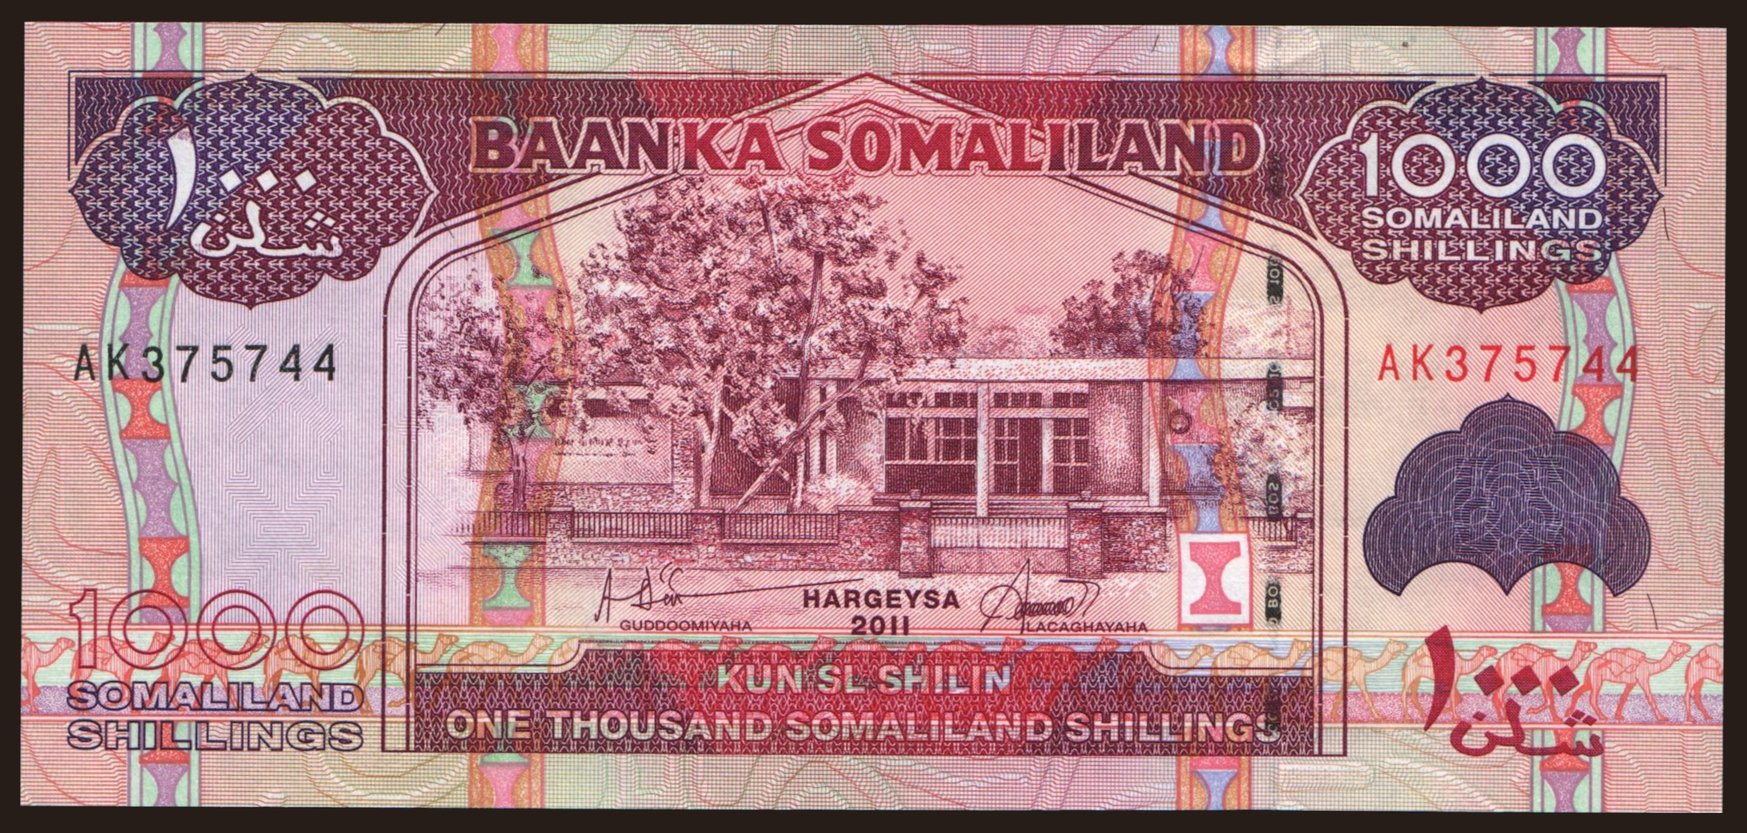 BAANKA SOMALILAND
١٠٠٠
شلن
1000
SOMALILAND
SHILLINGS
AK375744
AK375744
HARGEYSA
2011
GUDDOOMIYAHA
LACAGHAYAHA
1000
SOMALILAND
SHILLINGS
KUN SL SHILIN
ONE THOUSAND SOMALILAND SHILLINGS
١٠٠٠
شلن